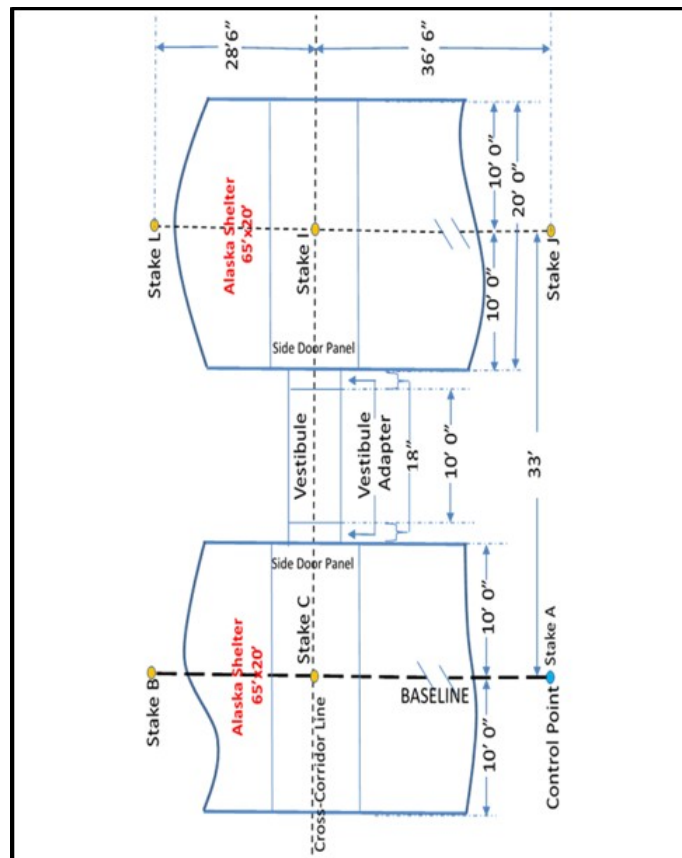 28'6"
36' 6"
Stake L
Alaska Shelter
65'x20'
Stake I
Stake J
10' 0"
10' 0"
20' 0"
Side Door Panel
Vestibule
Vestibule
Adapter
18"
10' 0"
33'
Side Door Panel
Stake B
Alaska Shelter
65'x20'
Stake C
Cross-Corridor Line
BASELINE
Control Point
Stake A
10' 0"
10' 0"